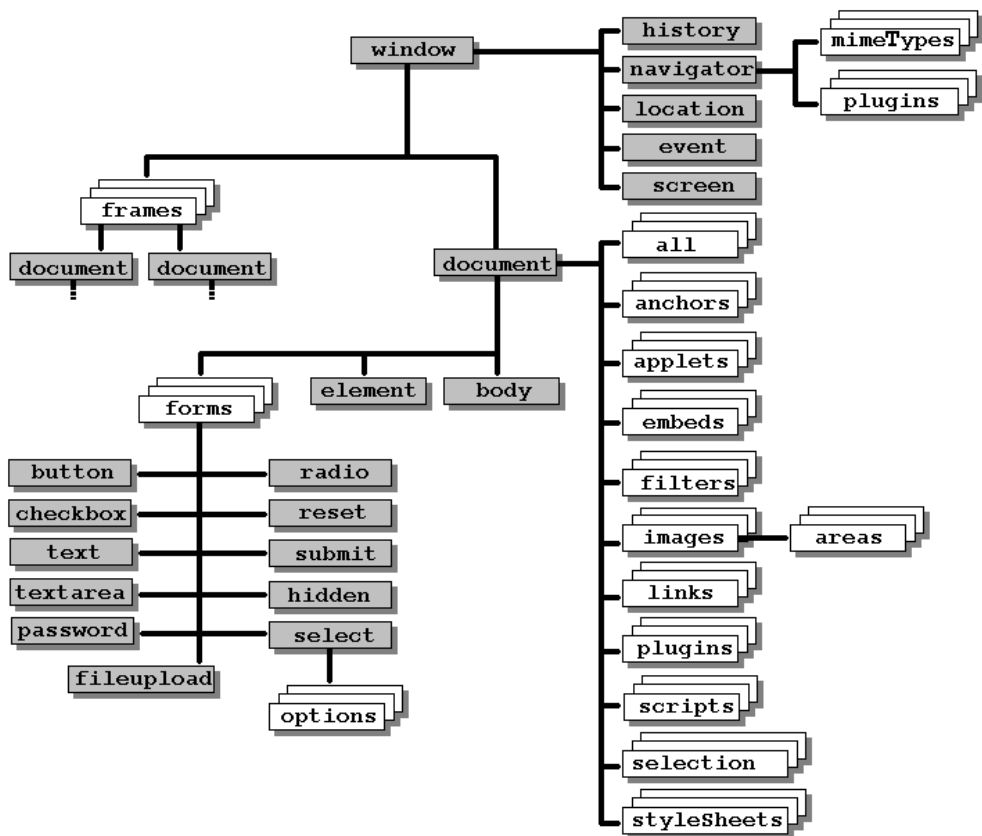 window
history
navigator
location
event
screen
mimeTypes
plugins
frames
document
document
document
all
anchors
applets
embeds
filters
images
areas
links
plugins
scripts
selection
styleSheets
forms
element
body
button
radio
checkbox
reset
text
submit
textarea
hidden
password
select
fileupload
options